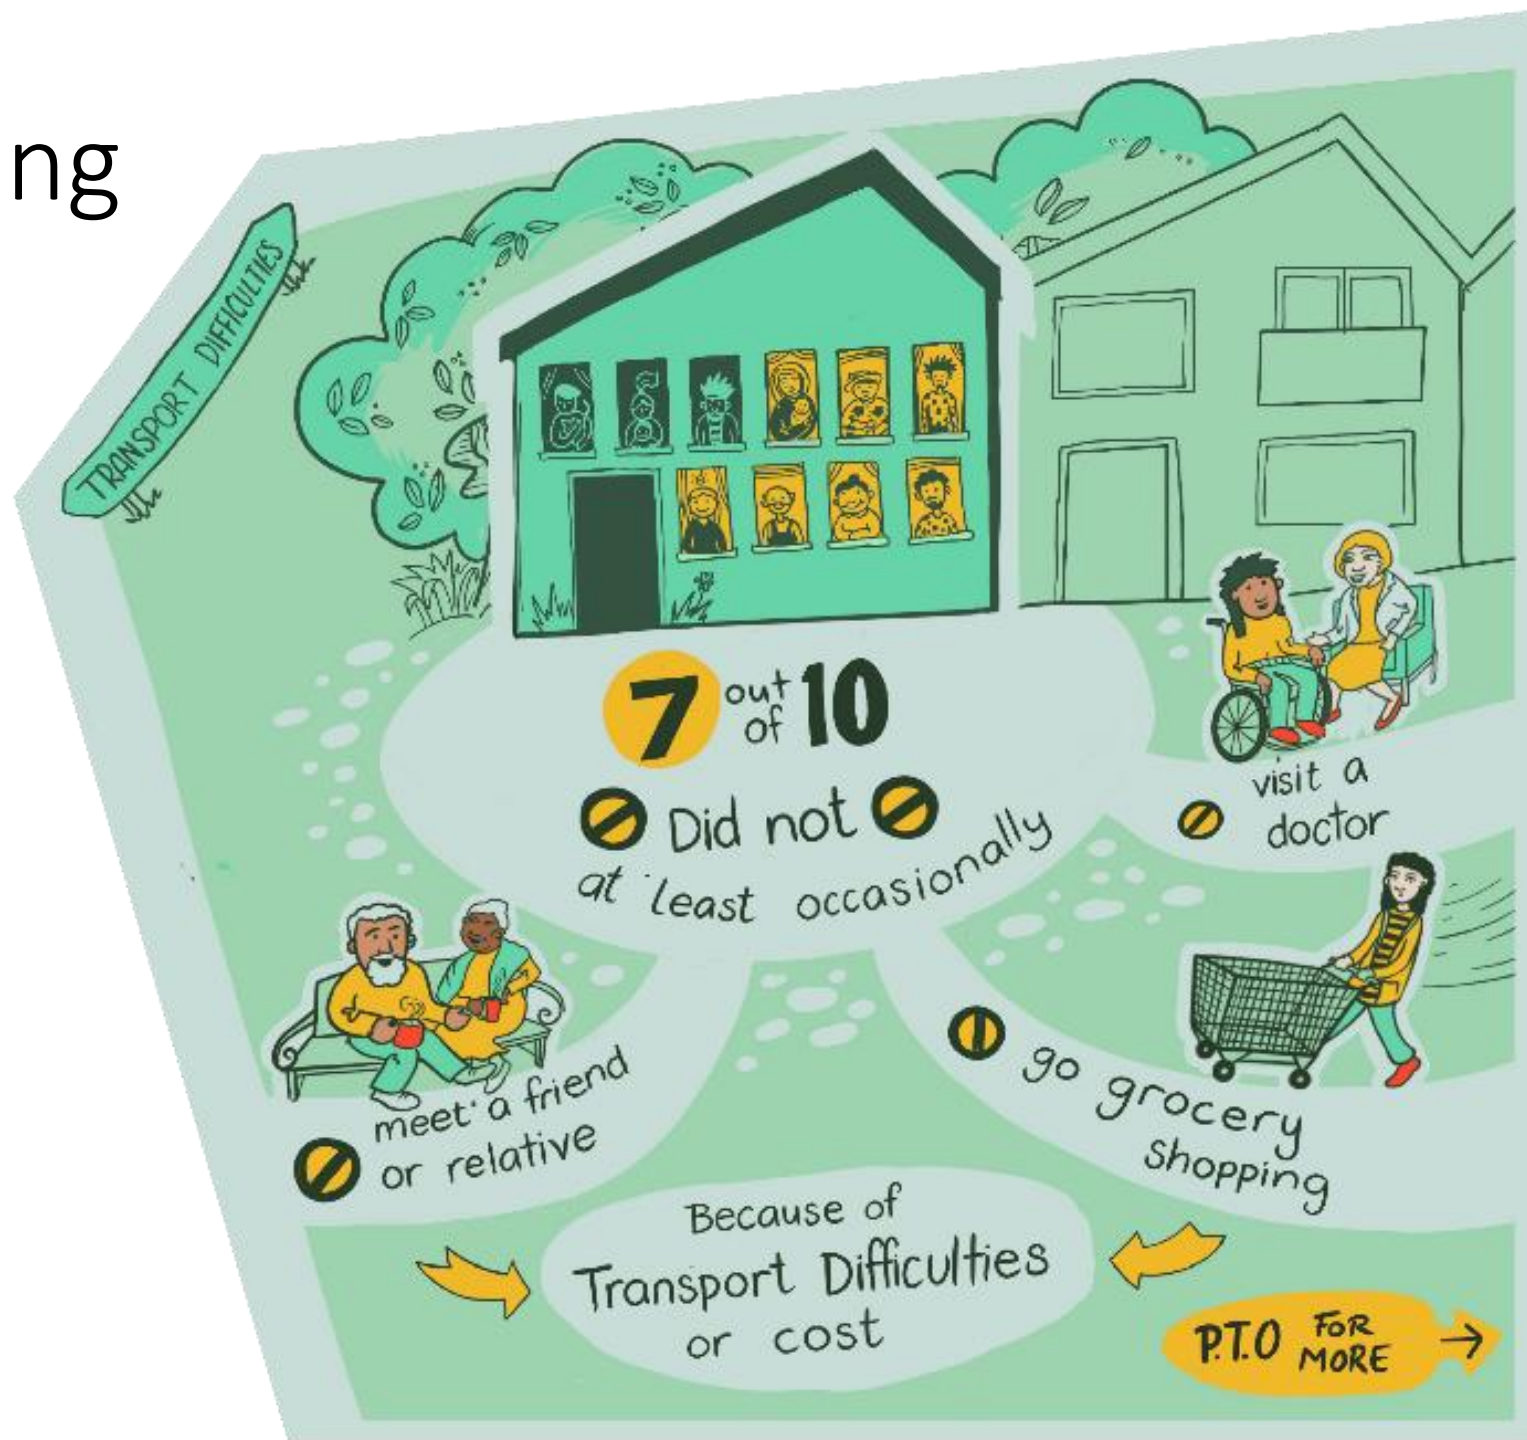 ng
TRANSPORT DIFFICULTIES
7 out of 10
Did not
at least occasionally
visit a
doctor
meet a friend
or relative
go grocery
shopping
Because of
Transport Difficulties
or cost
P.T.O FOR
MORE